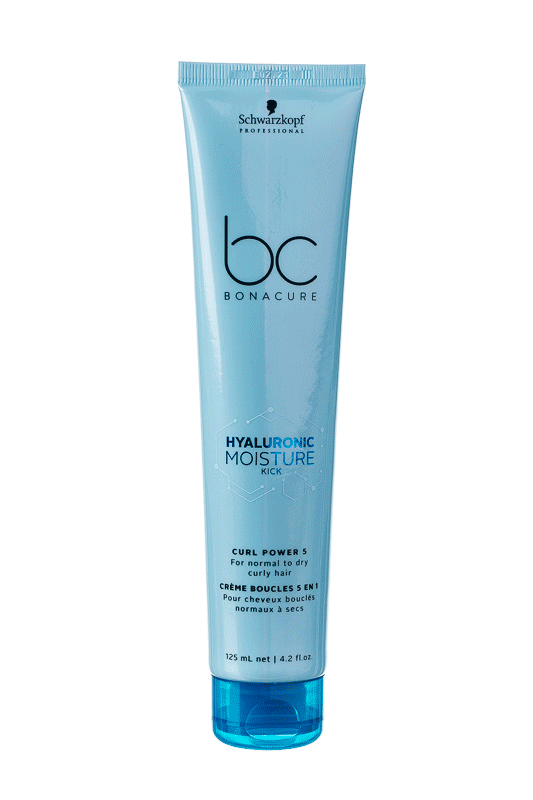 Schwarzkopf
PROFESSIONAL
bc
BONACURE
HYALURONIC
MOISTURE
KICK
CURL POWER 5
For normal to dry
curly hair
CRÈME BOUCLES 5 EN 1
Pour cheveux bouclés
normaux à secs
125 mL net | 4.2 fl.oz.